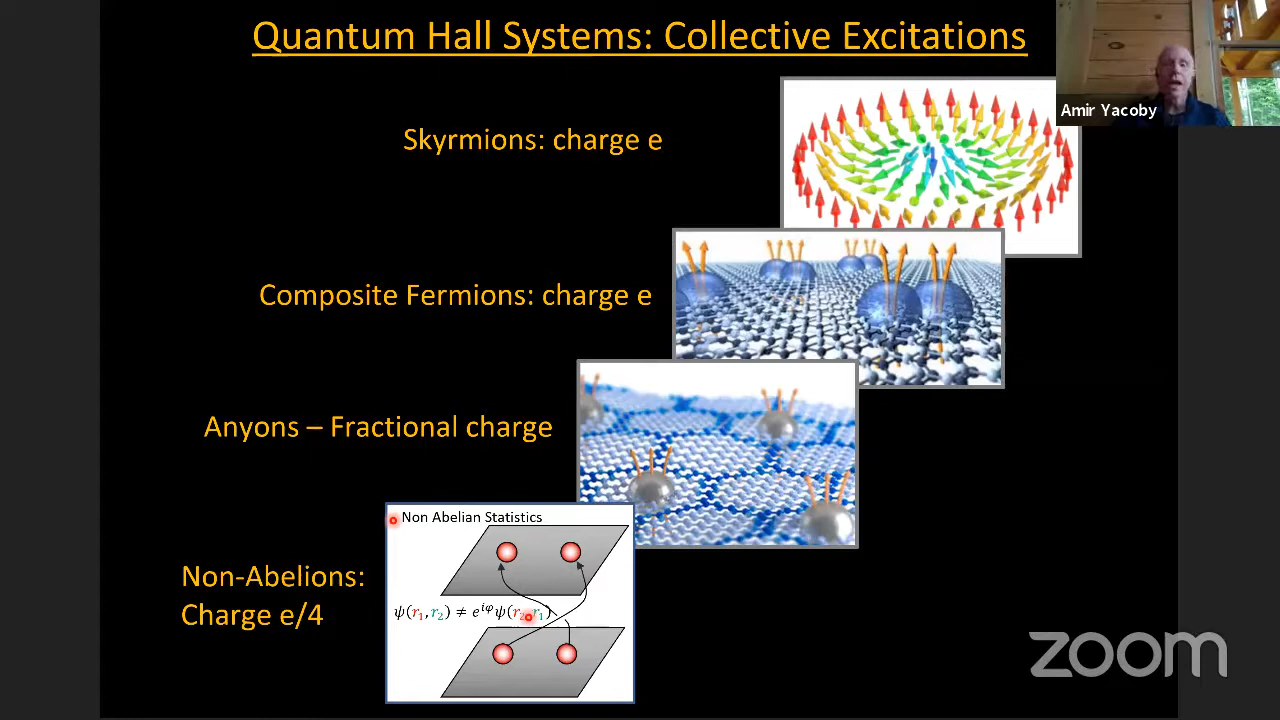 Quantum Hall Systems: Collective Excitations
Amir Yacoby
Skyrmions: charge e
Composite Fermions: charge e
Anyons – Fractional charge
Non Abelian Statistics
Non-Abelions:
Charge e/4
ψ(r₁, r₂) ≠ e^{iφ} ψ(r₂, r₁)
zoom